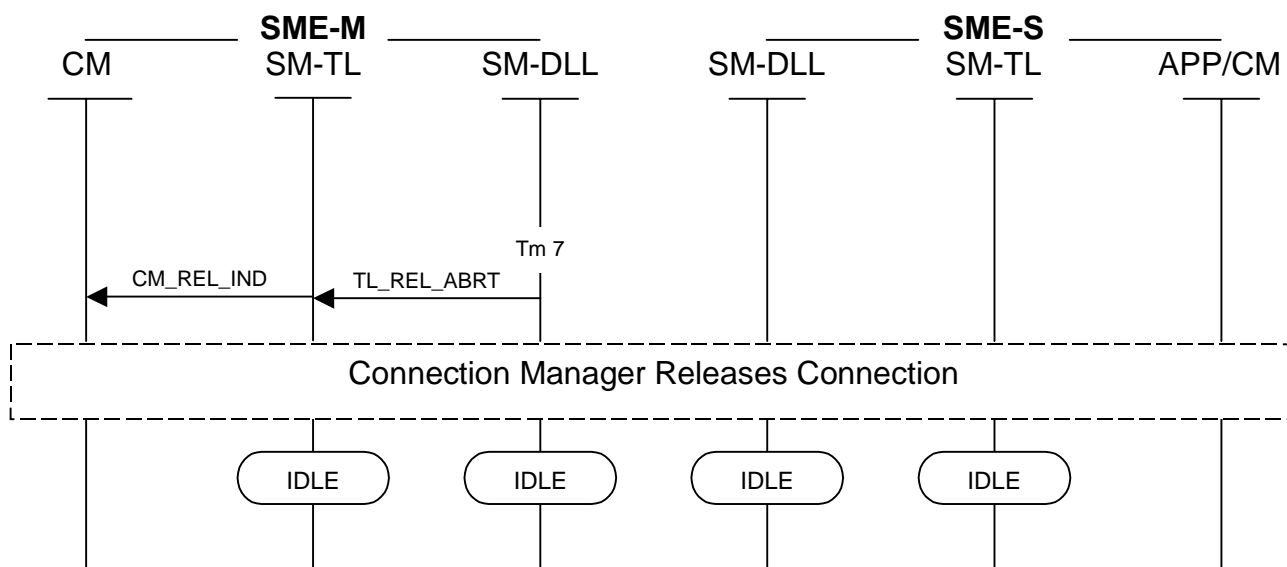 SME-M SME-S
CM SM-TL SM-DLL SM-DLL SM-TL APP/CM
Tm 7
CM_REL_IND TL_REL_ABRT
Connection Manager Releases Connection
IDLE IDLE IDLE IDLE